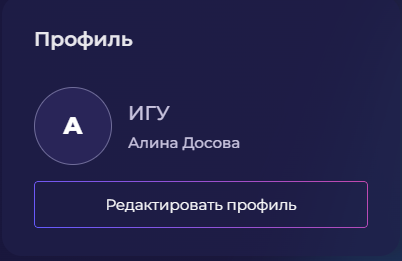 Профиль
А
ИГУ
Алина Досова
Редактировать профиль